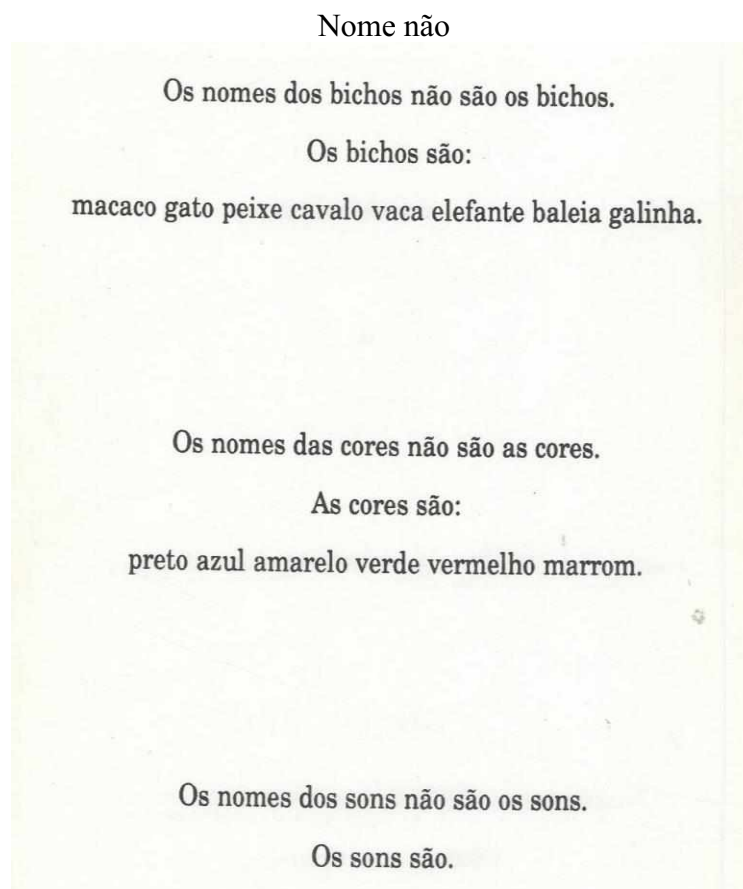 Nome não
Os nomes dos bichos não são os bichos.
Os bichos são:
macaco gato peixe cavalo vaca elefante baleia galinha.
Os nomes das cores não são as cores.
As cores são:
preto azul amarelo verde vermelho marrom.
Os nomes dos sons não são os sons.
Os sons são.